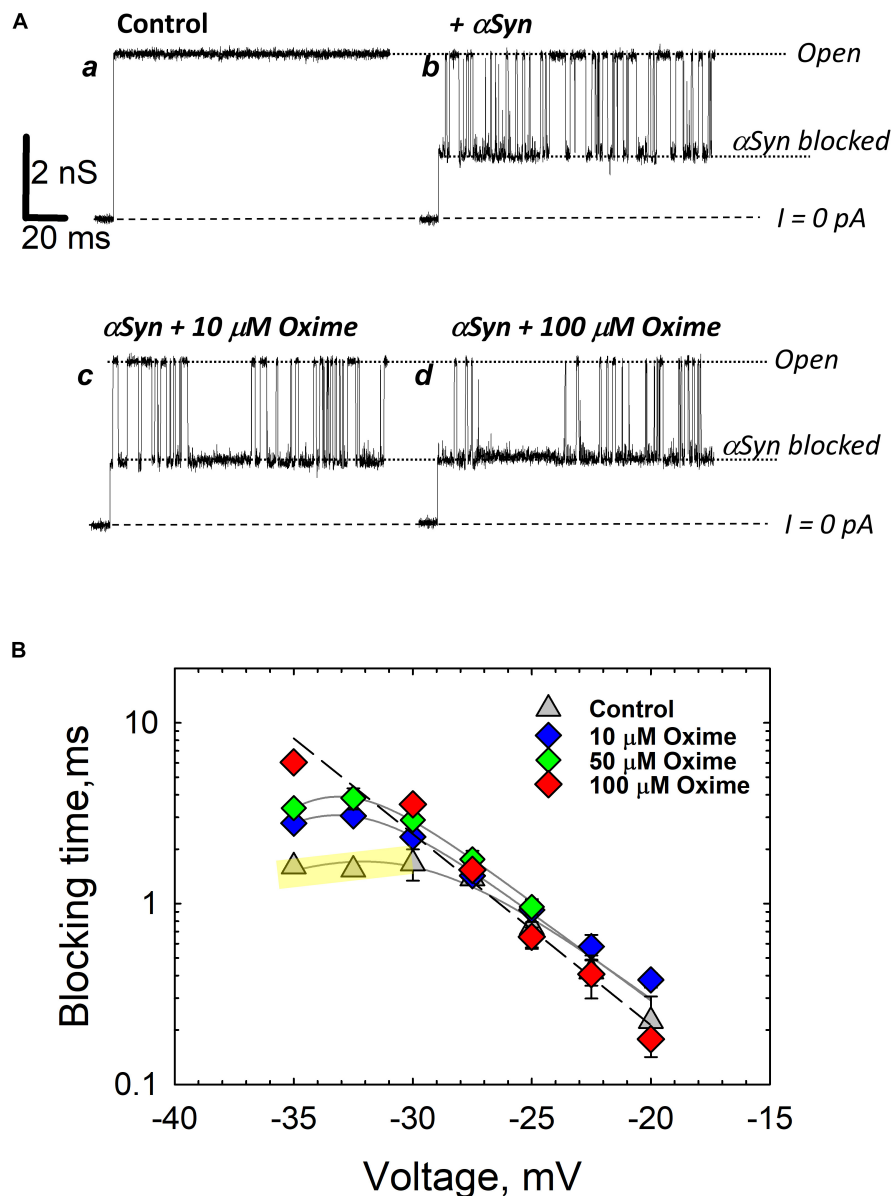 A
Control
+ αSyn
a
b
Open
αSyn blocked
2 nS
20 ms
I = 0 pA
αSyn + 10 μM Oxime
αSyn + 100 μM Oxime
c
d
Open
αSyn blocked
I = 0 pA
B
Control
10 μM Oxime
50 μM Oxime
100 μM Oxime
10
1
0.1
Blocking time,ms
-40 -35 -30 -25 -20 -15
Voltage, mV